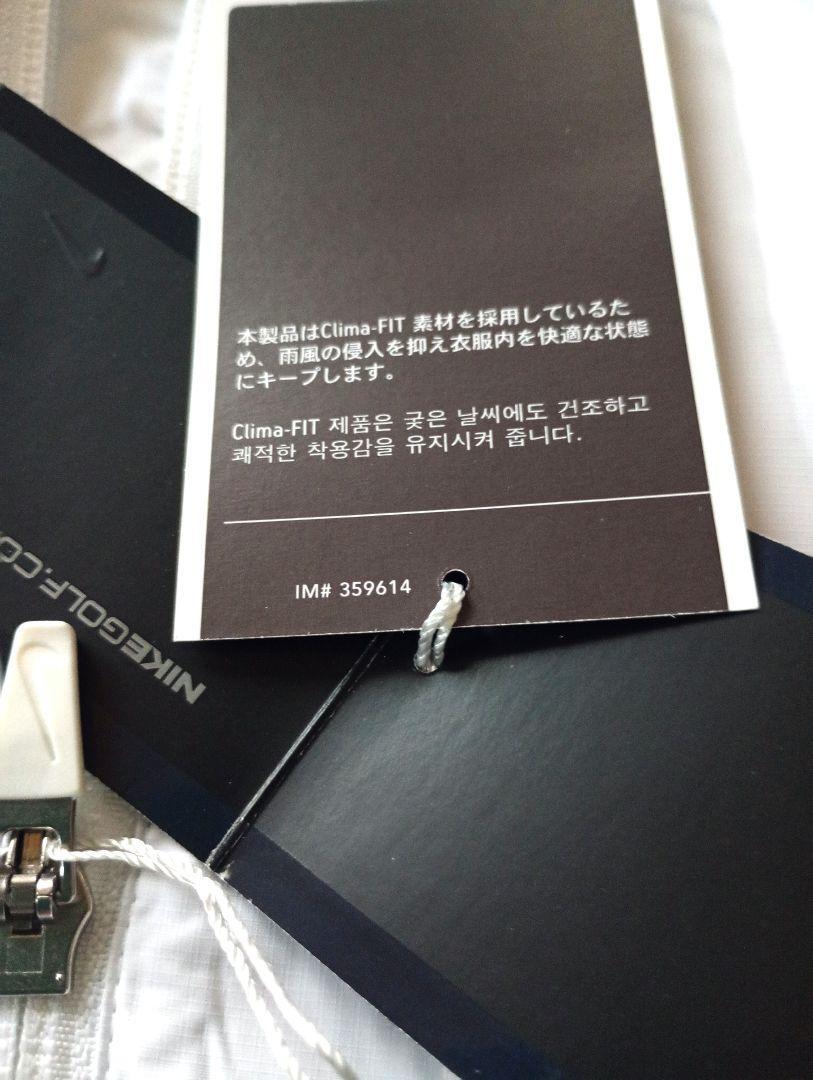 本製品はClima-FIT 素材を採用しているた
め、雨風の侵入を抑え衣服内を快適な状態
にキープします。
Clima-FIT 제품은 궂은 날씨에도 건조하고
쾌적한 착용감을 유지시켜 줍니다.
IM# 359614
NIKEGOLF.CO